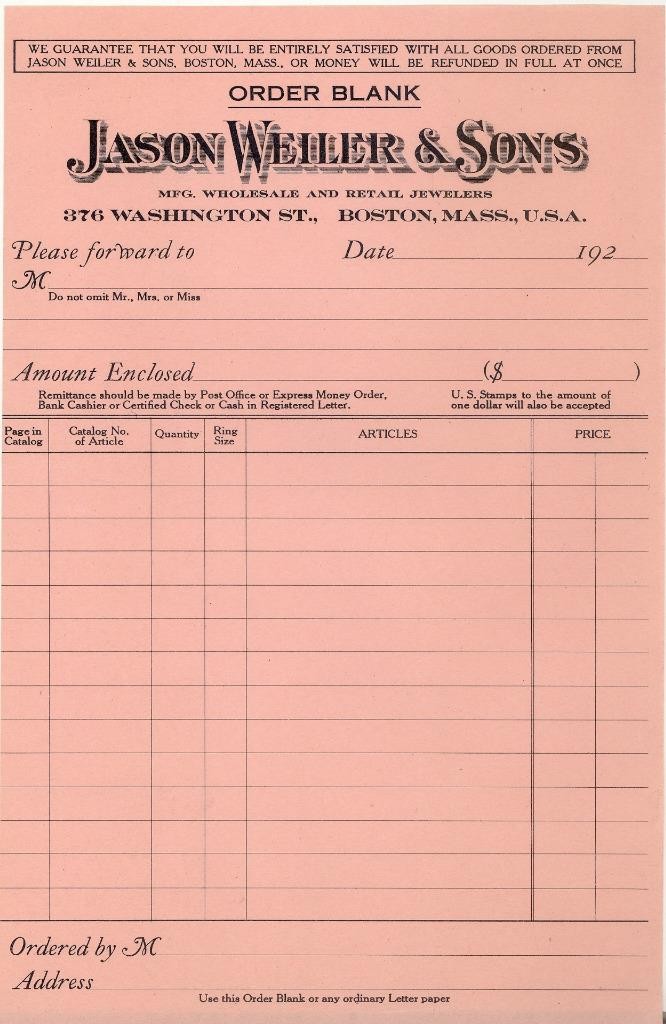 WE GUARANTEE THAT YOU WILL BE ENTIRELY SATISFIED WITH ALL GOODS ORDERED FROM
JASON WEILER & SONS, BOSTON, MASS., OR MONEY WILL BE REFUNDED IN FULL AT ONCE
ORDER BLANK
JASON WEILER & SONS
MFG. WHOLESALE AND RETAIL JEWELERS
376 WASHINGTON ST., BOSTON, MASS., U.S.A.
Please forward to Date 192
M
Do not omit Mr., Mrs. or Miss
Amount Enclosed ($ )
Remittance should be made by Post Office or Express Money Order,
Bank Cashier or Certified Check or Cash in Registered Letter.
U. S. Stamps to the amount of
one dollar will also be accepted
Page in
Catalog
Catalog No.
of Article
Quantity
Ring
Size
ARTICLES
PRICE
Ordered by M
Address
Use this Order Blank or any ordinary Letter paper